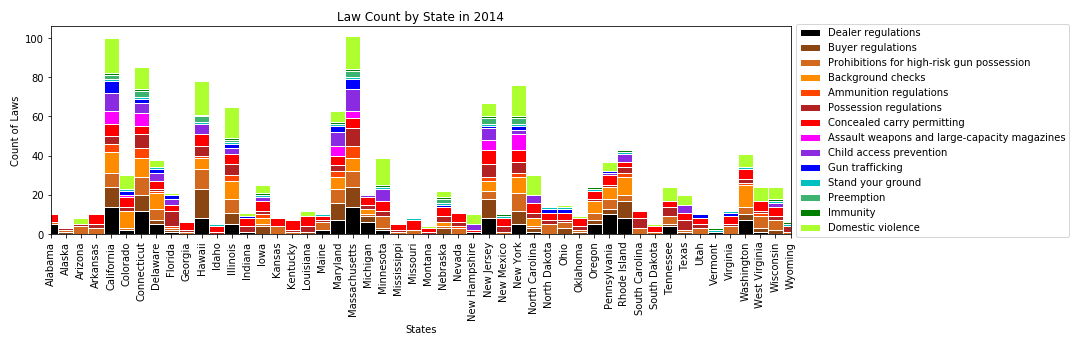 Law Count by State in 2014
Count of Laws
100
80
60
40
20
0
Alabama
Alaska
Arizona
Arkansas
California
Colorado
Connecticut
Delaware
Florida
Georgia
Hawaii
Idaho
Illinois
Indiana
Iowa
Kansas
Kentucky
Louisiana
Maine
Maryland
Massachusetts
Michigan
Minnesota
Mississippi
Missouri
Montana
Nebraska
Nevada
New Hampshire
New Jersey
New Mexico
New York
North Carolina
North Dakota
Ohio
Oklahoma
Oregon
Pennsylvania
Rhode Island
South Carolina
South Dakota
Tennessee
Texas
Utah
Vermont
Virginia
Washington
West Virginia
Wisconsin
Wyoming
States
Dealer regulations
Buyer regulations
Prohibitions for high-risk gun possession
Background checks
Ammunition regulations
Possession regulations
Concealed carry permitting
Assault weapons and large-capacity magazines
Child access prevention
Gun trafficking
Stand your ground
Preemption
Immunity
Domestic violence